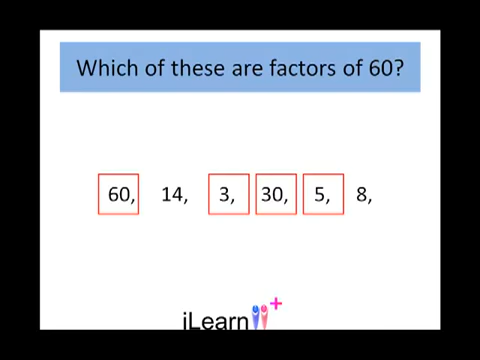 Which of these are factors of 60?
60, 14, 3, 30, 5, 8,
iLearn
+